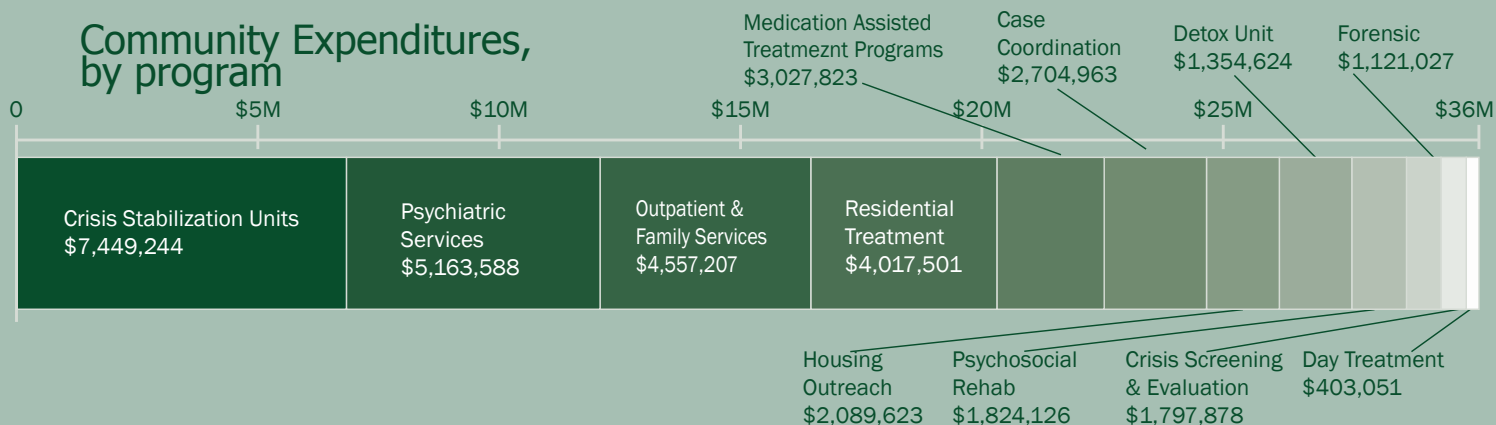 Community Expenditures,
by program
Medication Assisted
Treatmeznt Programs
$3,027,823
Case
Coordination
$2,704,963
Detox Unit
$1,354,624
Forensic
$1,121,027
0 $5M $10M $15M $20M $25M $36M
Crisis Stabilization Units
$7,449,244
Psychiatric
Services
$5,163,588
Outpatient &
Family Services
$4,557,207
Residential
Treatment
$4,017,501
Housing
Outreach
$2,089,623
Psychosocial
Rehab
$1,824,126
Crisis Screening
& Evaluation
$1,797,878
Day Treatment
$403,051